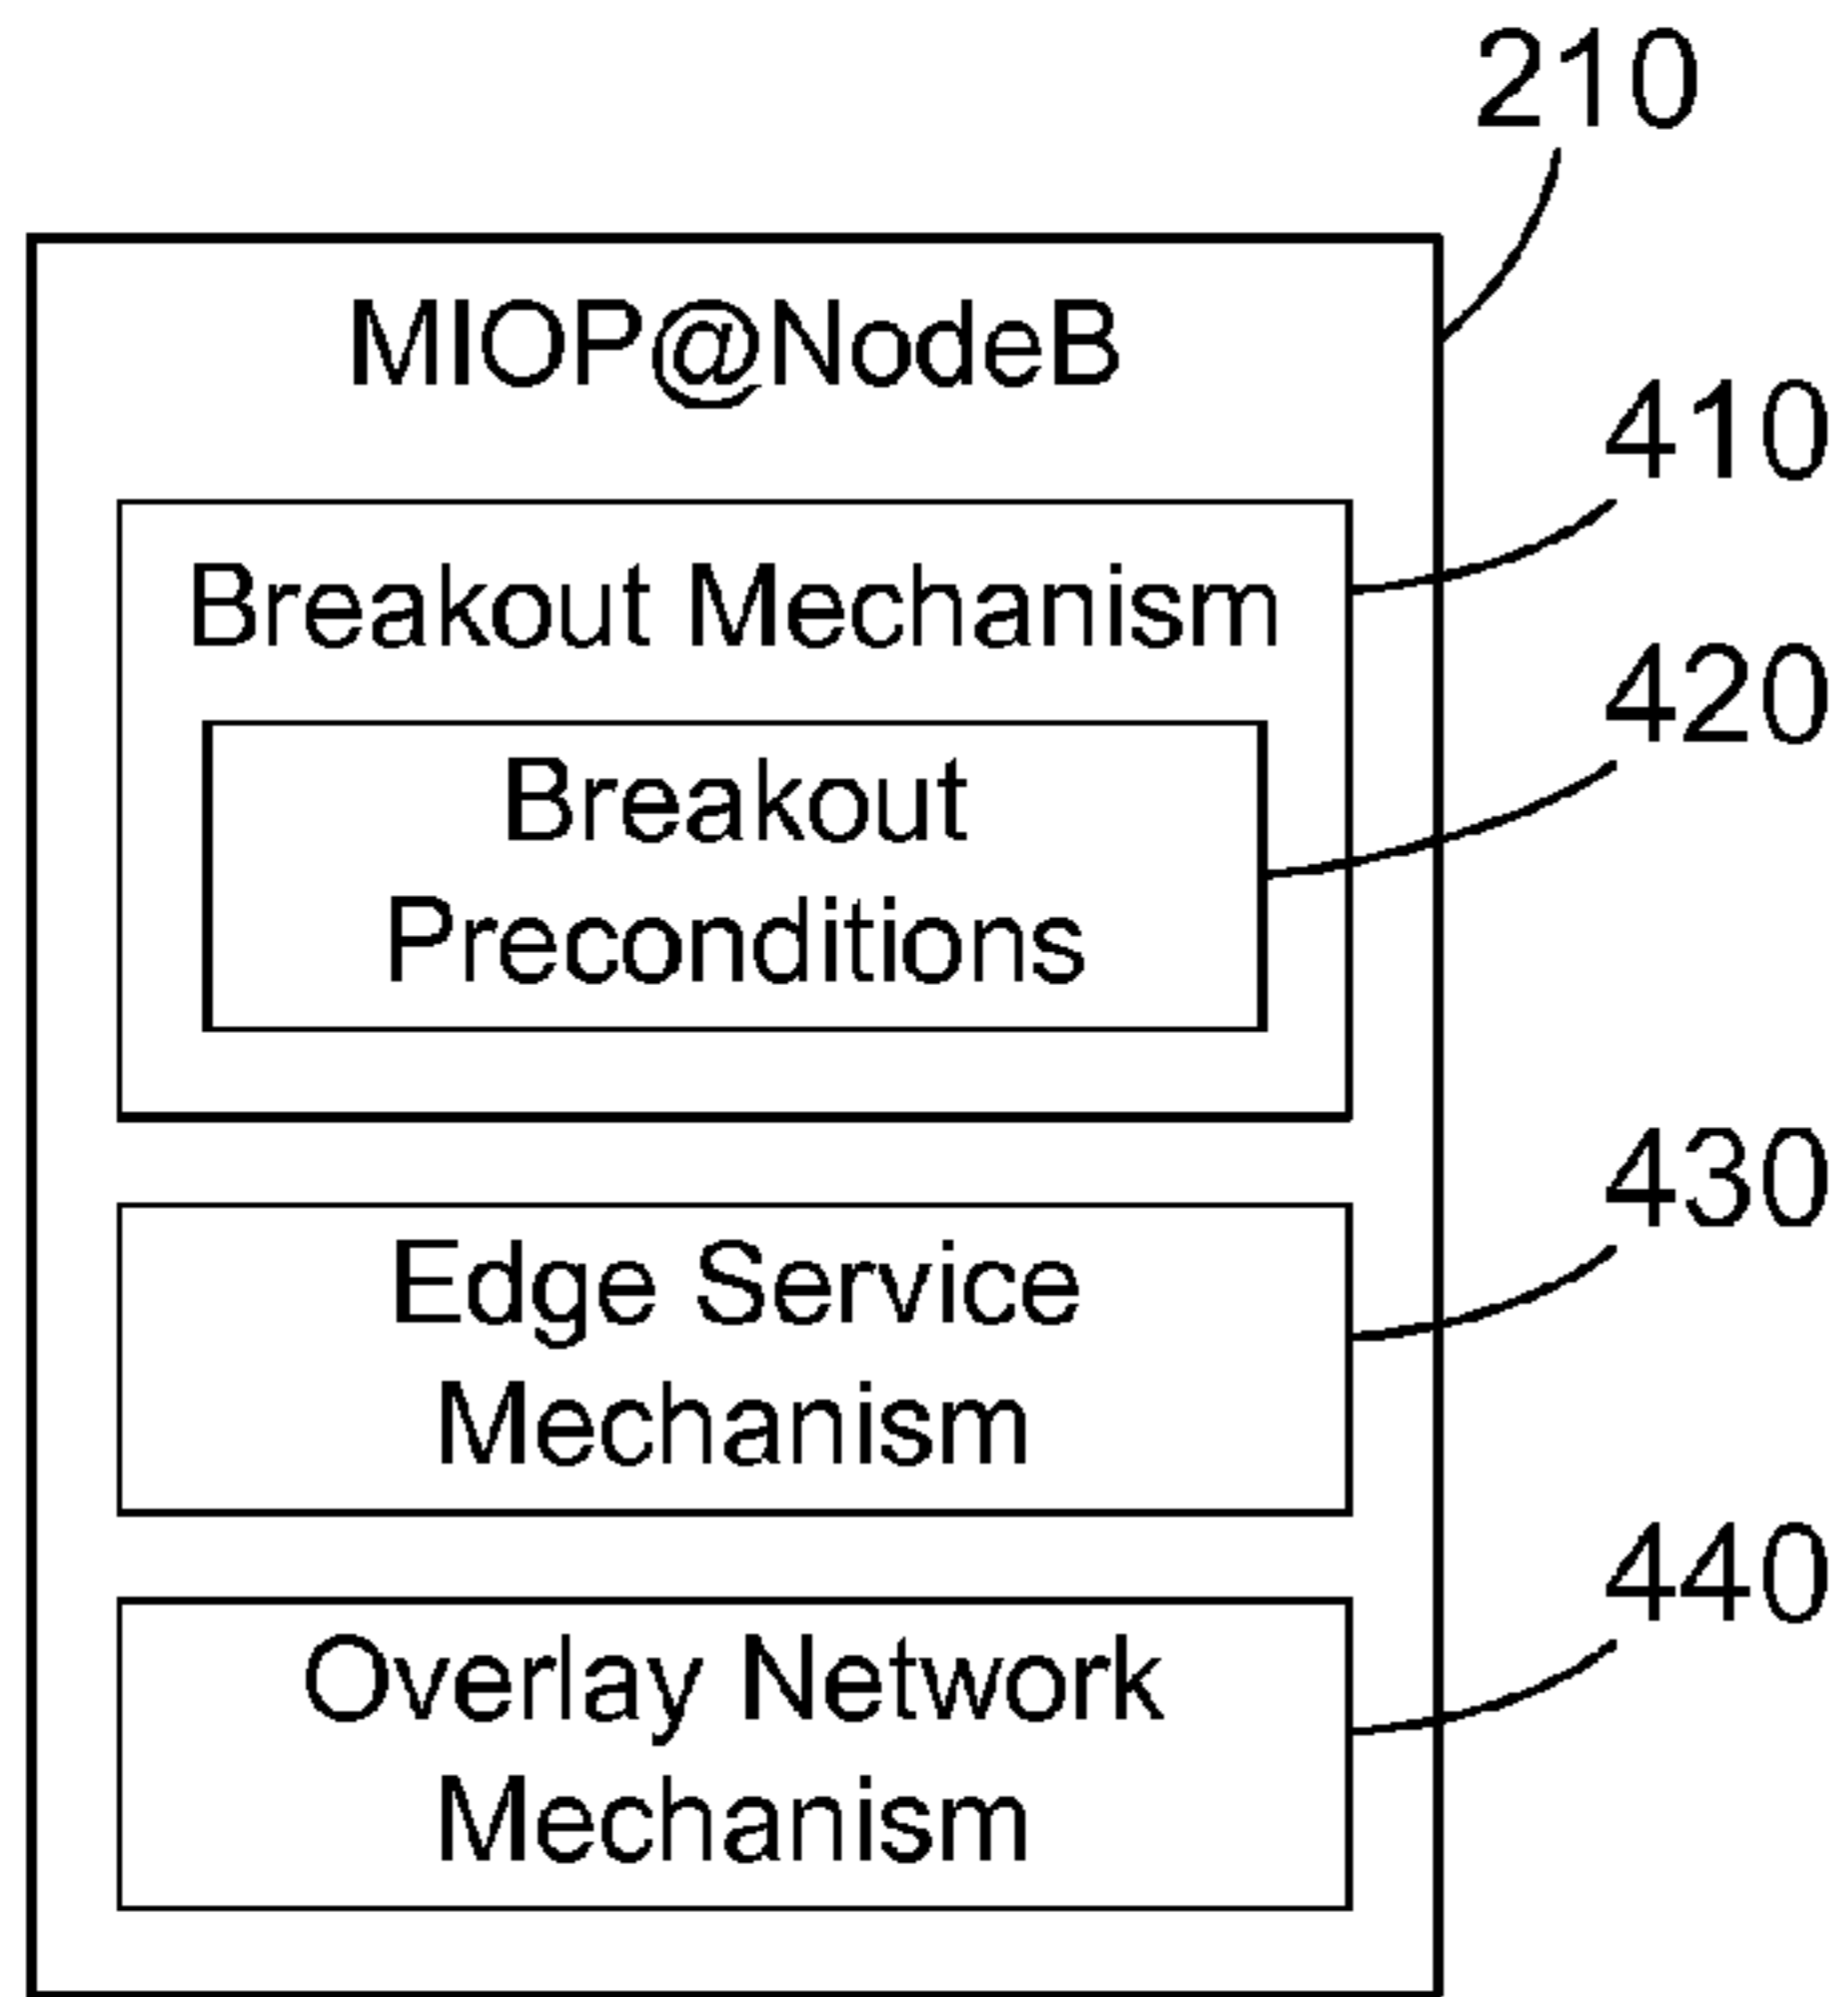 210
MIOP@NodeB
410
Breakout Mechanism
420
Breakout
Preconditions
430
Edge Service
Mechanism
440
Overlay Network
Mechanism